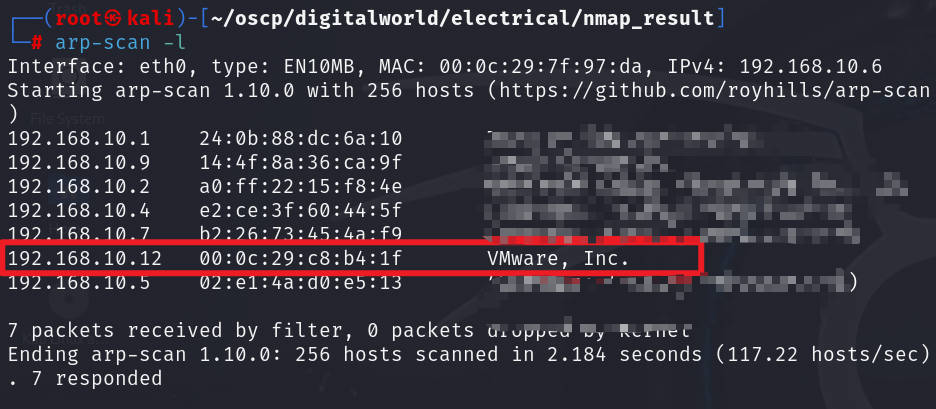 ┌──(root㉿kali)-[~/oscp/digitalworld/electrical/nmap_result]
└─# arp-scan -l
Interface: eth0, type: EN10MB, MAC: 00:0c:29:7f:97:da, IPv4: 192.168.10.6
Starting arp-scan 1.10.0 with 256 hosts (https://github.com/royhills/arp-scan
)
192.168.10.1 24:0b:88:dc:6a:10
192.168.10.9 14:4f:8a:36:ca:9f
192.168.10.2 a0:ff:22:15:f8:4e
192.168.10.4 e2:ce:3f:60:44:5f
192.168.10.7 b2:26:73:45:4a:f9
192.168.10.12 00:0c:29:c8:b4:1f VMware, Inc.
192.168.10.5 02:e1:4a:d0:e5:13 )
7 packets received by filter, 0 packets dropped by kernel
Ending arp-scan 1.10.0: 256 hosts scanned in 2.184 seconds (117.22 hosts/sec)
. 7 responded